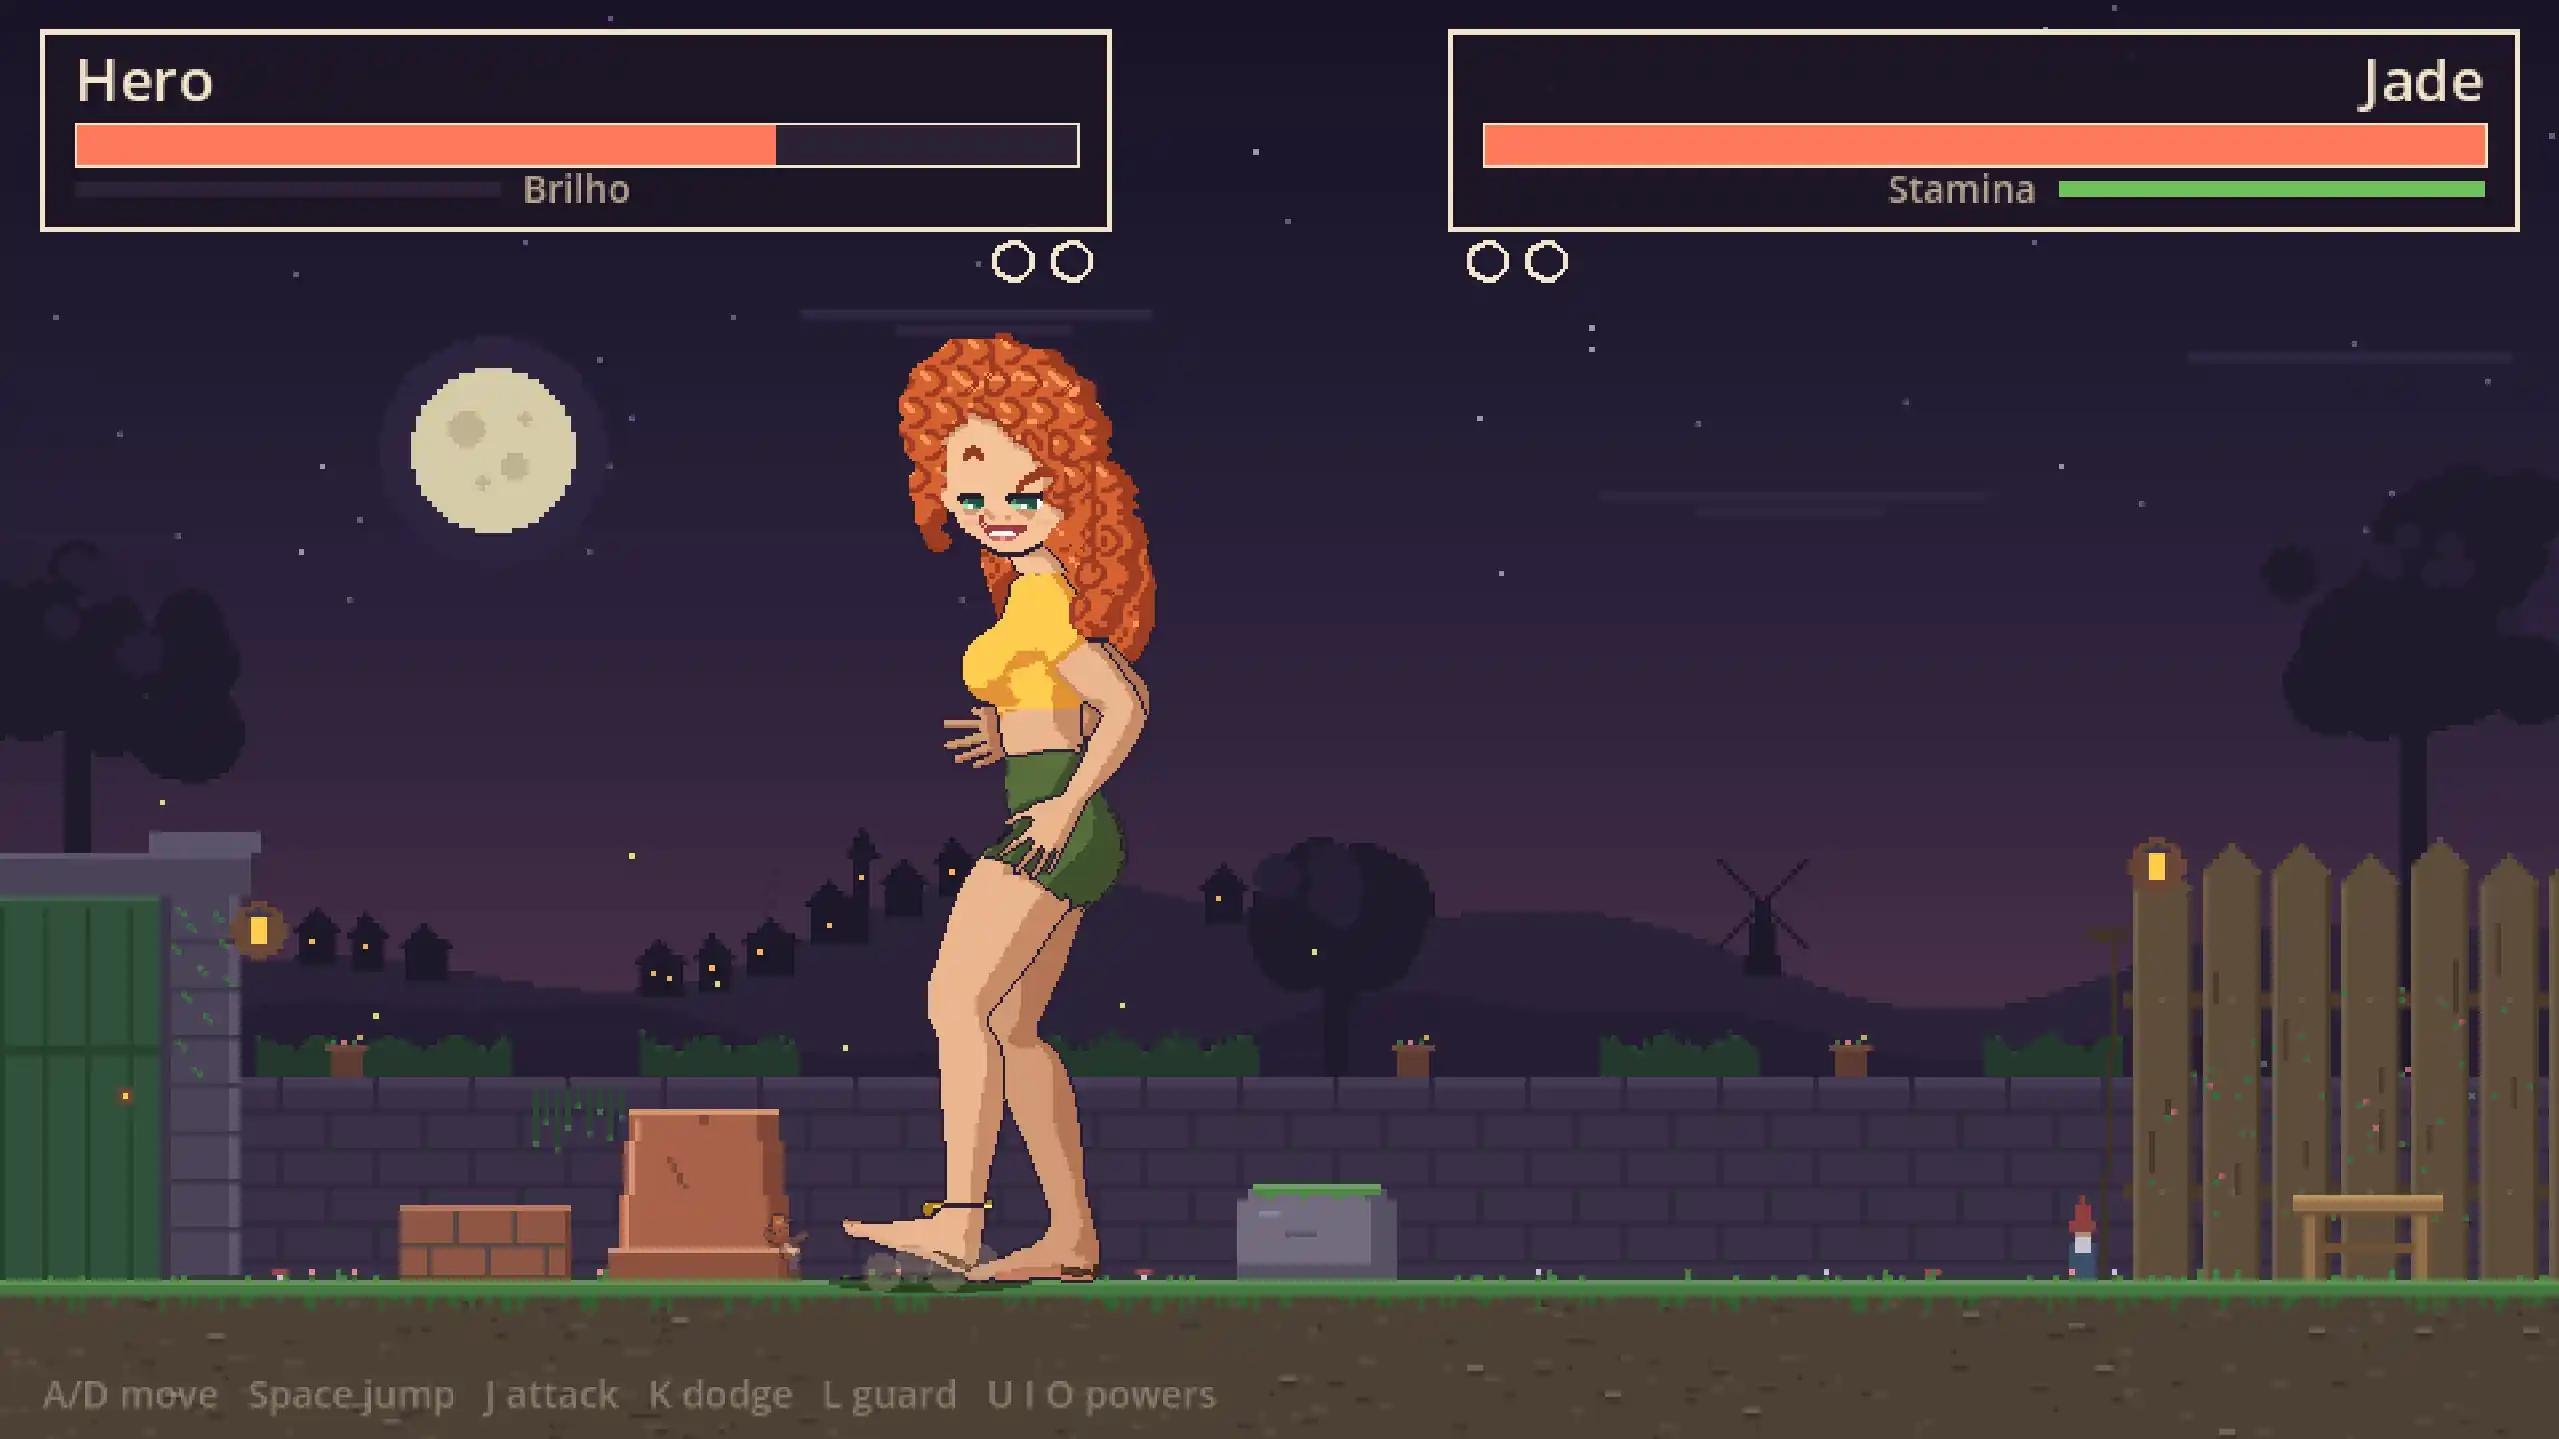 Hero
Brilho
Jade
Stamina
A/D move Space jump J attack K dodge L guard U I O powers